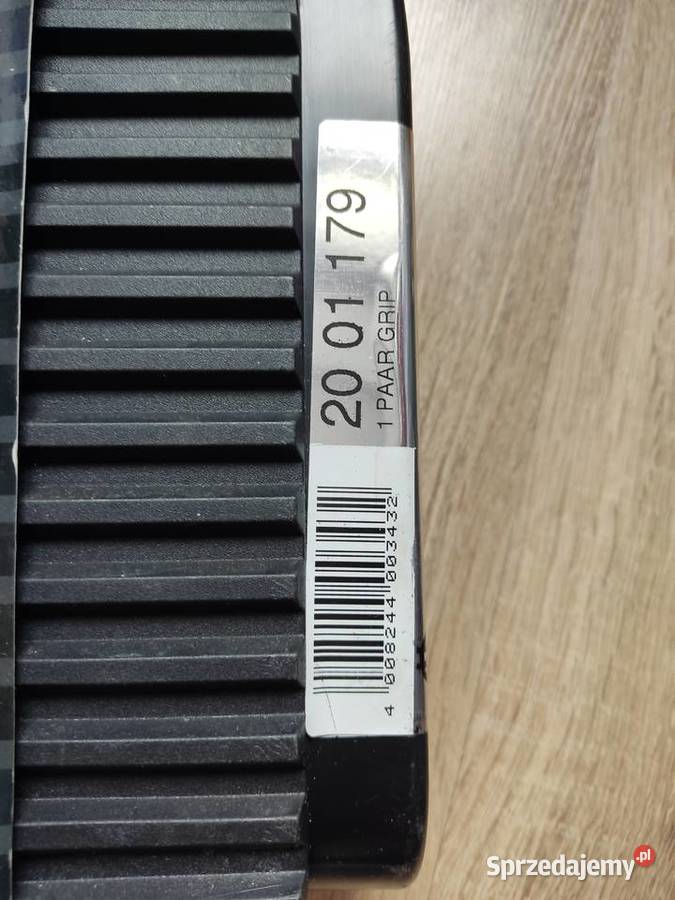 20 01 179
1 PAAR GRIP
4 008244 003432
Sprzedajemy.pl